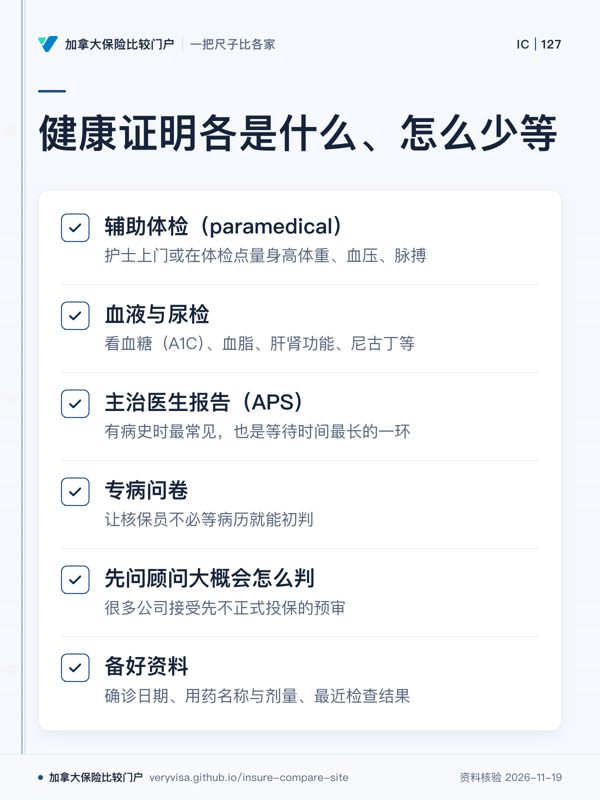 加拿大保险比较门户 | 一把尺子比各家
IC | 127
健康证明各是什么、怎么少等
辅助体检（paramedical）
护士上门或在体检点量身高体重、血压、脉搏
血液与尿检
看血糖（A1C）、血脂、肝肾功能、尼古丁等
主治医生报告（APS）
有病史时最常见，也是等待时间最长的一环
专病问卷
让核保员不必等病历就能初判
先问顾问大概会怎么判
很多公司接受先不正式投保的预审
备好资料
确诊日期、用药名称与剂量、最近检查结果
加拿大保险比较门户 veryvisa.github.io/insure-compare-site
资料核验 2026-11-19